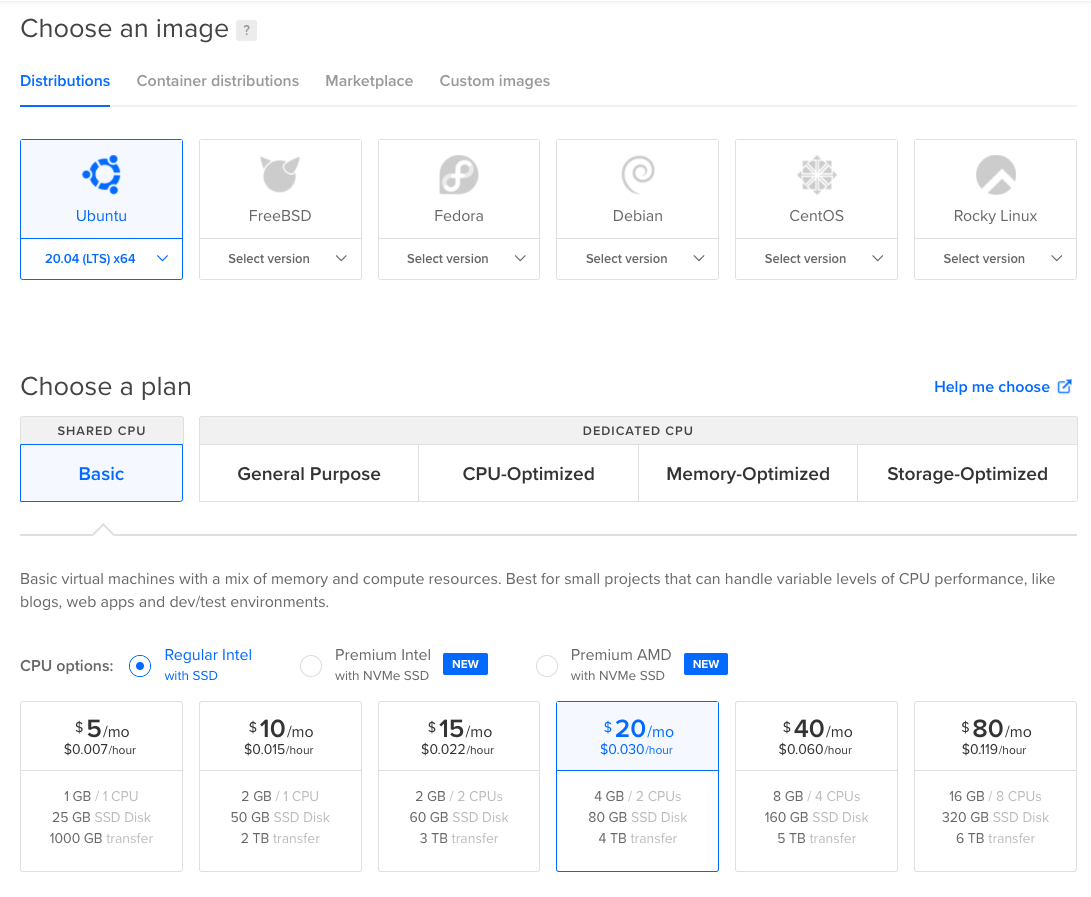 Choose an image ?
Distributions Container distributions Marketplace Custom images
Ubuntu FreeBSD Fedora Debian CentOS Rocky Linux
20.04 (LTS) x64 Select version Select version Select version Select version Select version
Choose a plan Help me choose
SHARED CPU DEDICATED CPU
Basic General Purpose CPU-Optimized Memory-Optimized Storage-Optimized
Basic virtual machines with a mix of memory and compute resources. Best for small projects that can handle variable levels of CPU performance, like
blogs, web apps and dev/test environments.
CPU options: Regular Intel with SSD Premium Intel with NVMe SSD NEW Premium AMD with NVMe SSD NEW
$5/mo $10/mo $15/mo $20/mo $40/mo $80/mo
$0.007/hour $0.015/hour $0.022/hour $0.030/hour $0.060/hour $0.119/hour
1 GB / 1 CPU 2 GB / 1 CPU 2 GB / 2 CPUs 4 GB / 2 CPUs 8 GB / 4 CPUs 16 GB / 8 CPUs
25 GB SSD Disk 50 GB SSD Disk 60 GB SSD Disk 80 GB SSD Disk 160 GB SSD Disk 320 GB SSD Disk
1000 GB transfer 2 TB transfer 3 TB transfer 4 TB transfer 5 TB transfer 6 TB transfer